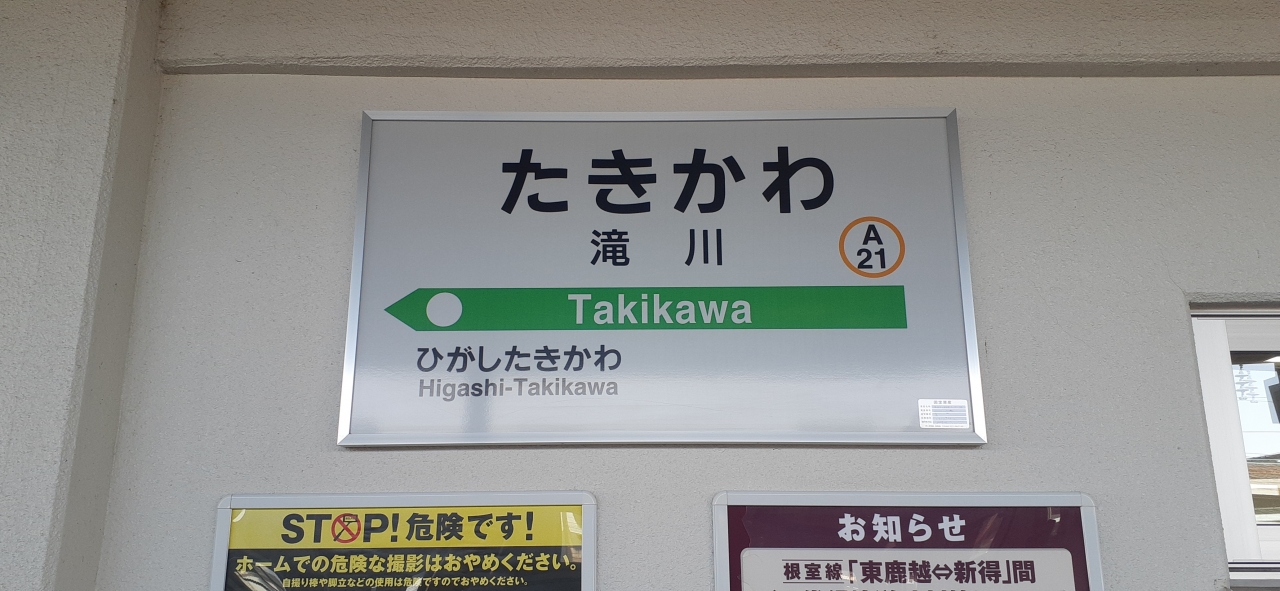 たきかわ
滝川
A
21
Takikawa
ひがしたきかわ
Higashi-Takikawa
STOP!危険です!
ホームでの危険な撮影はおやめください。
自撮り棒や脚立などの使用は危険ですのでおやめください。
お知らせ
根室線「東鹿越⇔新得」間